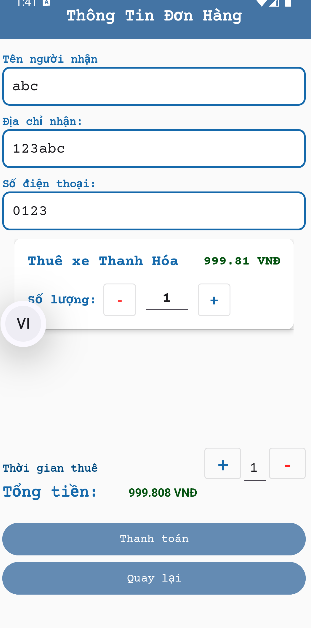 1:41
Thông Tin Đơn Hàng
Tên người nhận
abc
Địa chỉ nhận:
123abc
Số điện thoại:
0123
Thuê xe Thanh Hóa 999.81 VNĐ
Số lượng: - 1 +
VI
Thời gian thuê + 1 -
Tổng tiền: 999.808 VNĐ
Thanh toán
Quay lại